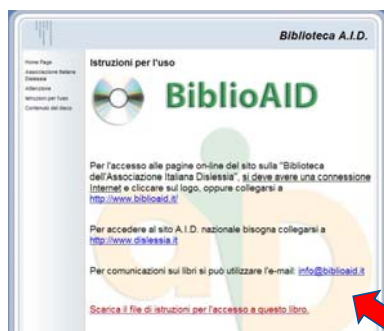 Biblioteca A.I.D.
Home Page
Associazione Italiana
Dislessia
Attenzione
Istruzioni per l'uso
Contenuto del disco
Istruzioni per l'uso
BiblioAID
Per l'accesso alle pagine on-line del sito sulla "Biblioteca
dell'Associazione Italiana Dislessia", si deve avere una connessione
Internet e cliccare sul logo, oppure collegarsi a
http://www.biblioaid.it/
Per accedere al sito A.I.D. nazionale bisogna collegarsi a
http://www.dislessia.it
Per comunicazioni sui libri si può utilizzare l'e-mail: info@biblioaid.it
Scarica il file di istruzioni per l'accesso a questo libro.